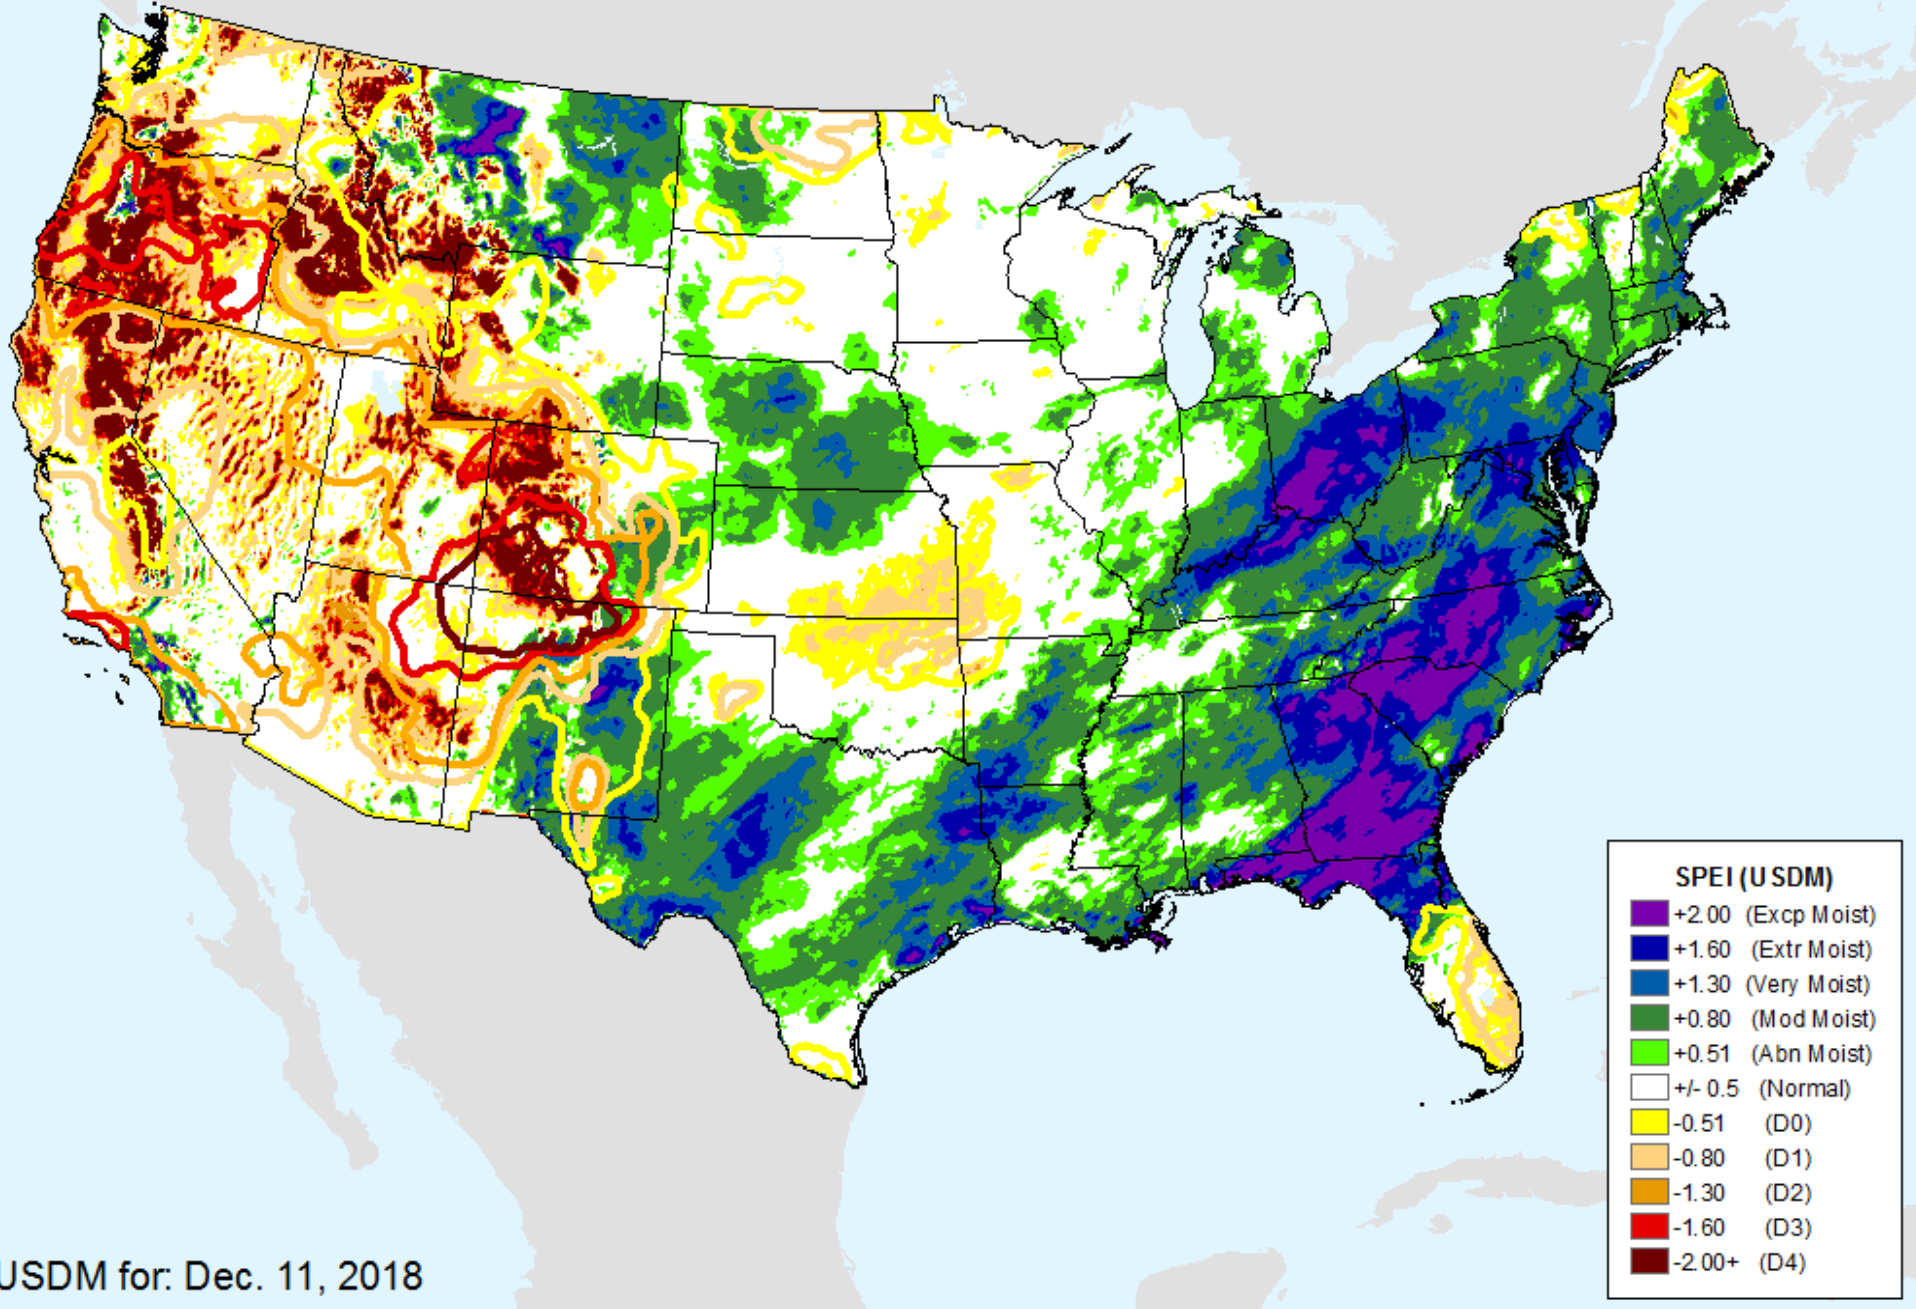 SPEI (USDM)
+2.00 (Excp Moist)
+1.60 (Extr Moist)
+1.30 (Very Moist)
+0.80 (Mod Moist)
+0.51 (Abn Moist)
+/- 0.5 (Normal)
-0.51 (D0)
-0.80 (D1)
-1.30 (D2)
-1.60 (D3)
-2.00+ (D4)
USDM for: Dec. 11, 2018